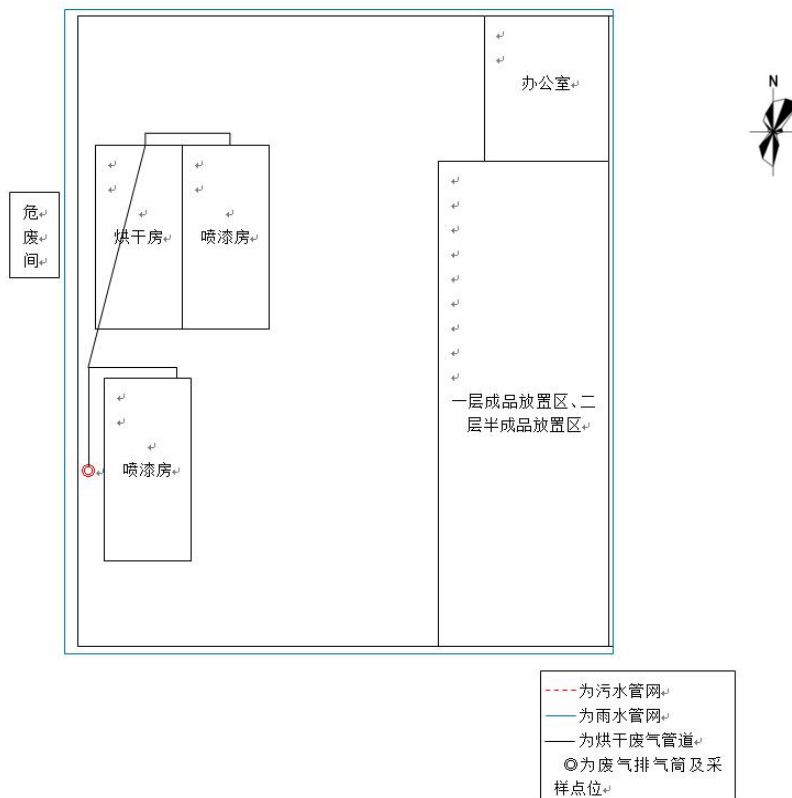 办公室
N
危
废
间
烘干房
喷漆房
一层成品放置区、二
层半成品放置区
喷漆房
为污水管网
为雨水管网
为烘干废气管道
◎为废气排气筒及采
样点位